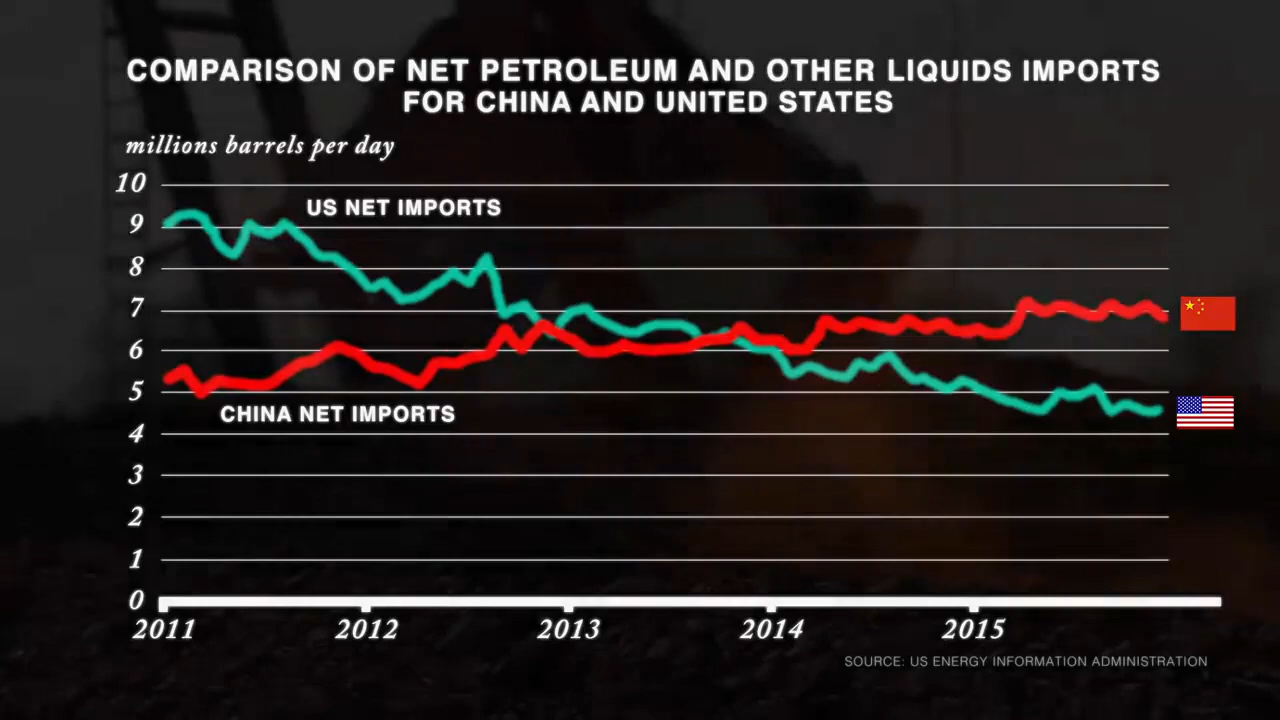 COMPARISON OF NET PETROLEUM AND OTHER LIQUIDS IMPORTS
FOR CHINA AND UNITED STATES
millions barrels per day
10
US NET IMPORTS
9
8
7
6
5
CHINA NET IMPORTS
4
3
2
1
0
2011 2012 2013 2014 2015
SOURCE: US ENERGY INFORMATION ADMINISTRATION